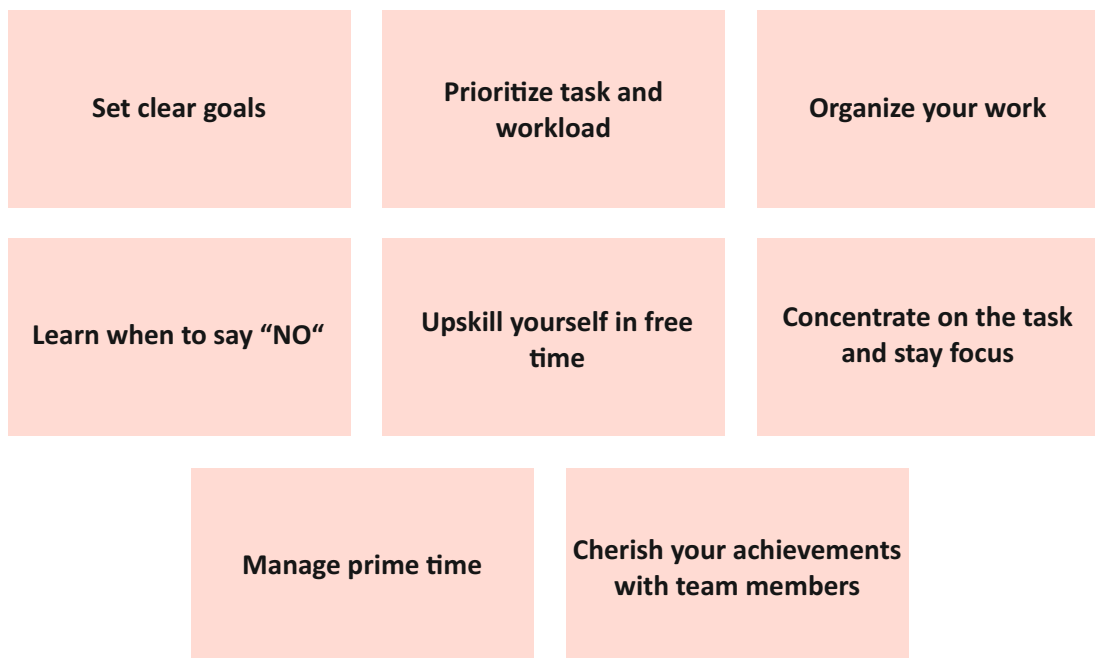 Set clear goals
Prioritize task and
workload
Organize your work
Learn when to say “NO“
Upskill yourself in free
time
Concentrate on the task
and stay focus
Manage prime time
Cherish your achievements
with team members